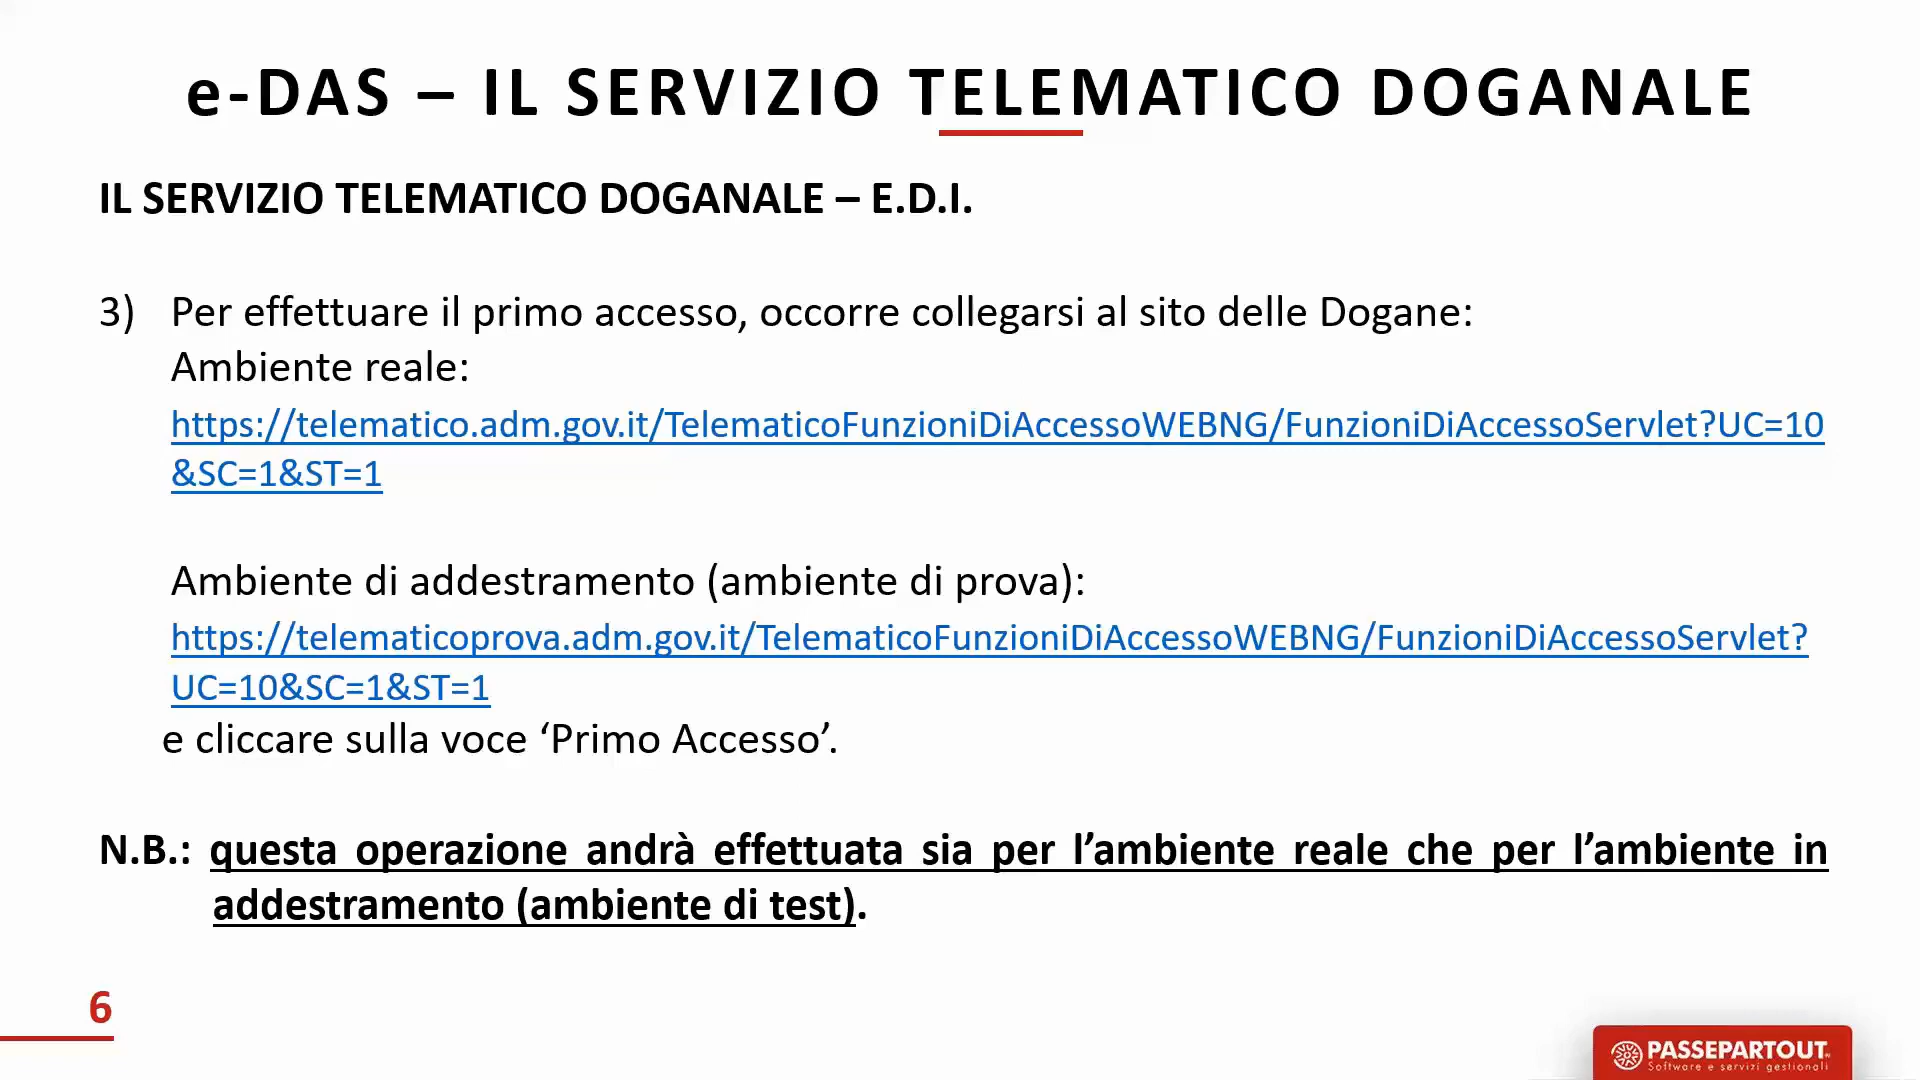 e-DAS – IL SERVIZIO TELEMATICO DOGANALE
IL SERVIZIO TELEMATICO DOGANALE – E.D.I.
3) Per effettuare il primo accesso, occorre collegarsi al sito delle Dogane:
Ambiente reale:
https://telematico.adm.gov.it/TelematicoFunzioniDiAccessoWEBNG/FunzioniDiAccessoServlet?UC=10
&SC=1&ST=1
Ambiente di addestramento (ambiente di prova):
https://telematicoprova.adm.gov.it/TelematicoFunzioniDiAccessoWEBNG/FunzioniDiAccessoServlet?
UC=10&SC=1&ST=1
e cliccare sulla voce ‘Primo Accesso’.
N.B.: questa operazione andrà effettuata sia per l’ambiente reale che per l’ambiente in
addestramento (ambiente di test).
6
PASSEPARTOUT
Software e servizi gestionali